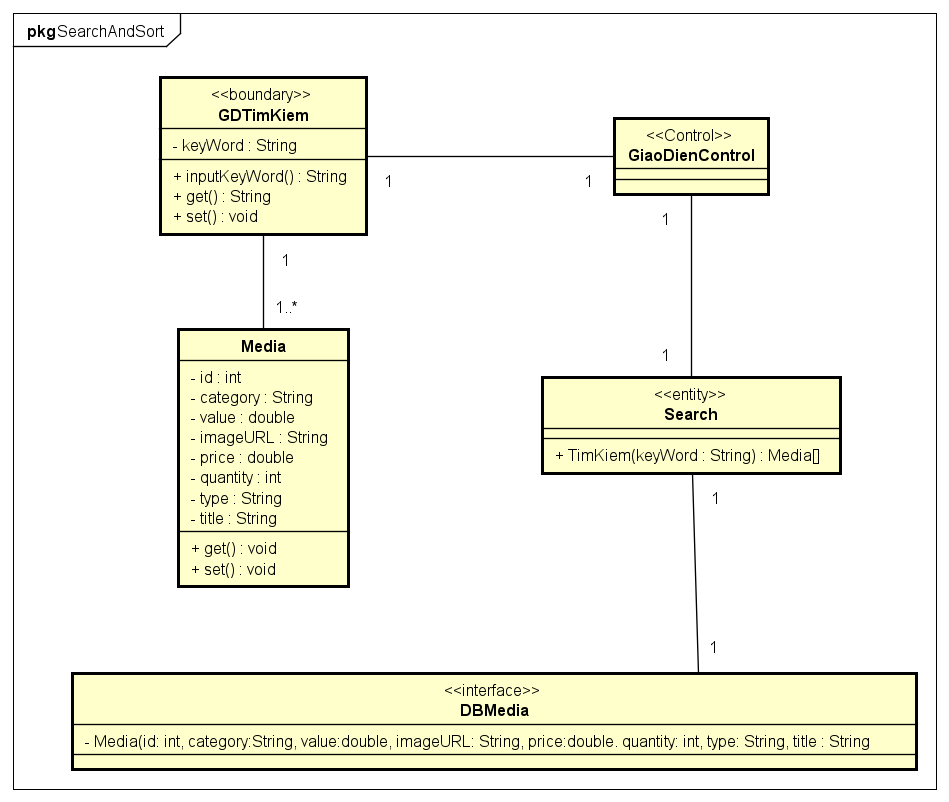 pkg SearchAndSort
<<boundary>>
GDTimKiem
- keyWord : String
+ inputKeyWord() : String
+ get() : String
+ set() : void
<<Control>>
GiaoDienControl
1
1
1
1
1..*
Media
- id : int
- category : String
- value : double
- imageURL : String
- price : double
- quantity : int
- type : String
- title : String
+ get() : void
+ set() : void
1
<<entity>>
Search
+ TimKiem(keyWord : String) : Media[]
1
1
<<interface>>
DBMedia
- Media(id: int, category:String, value:double, imageURL: String, price:double. quantity: int, type: String, title : String